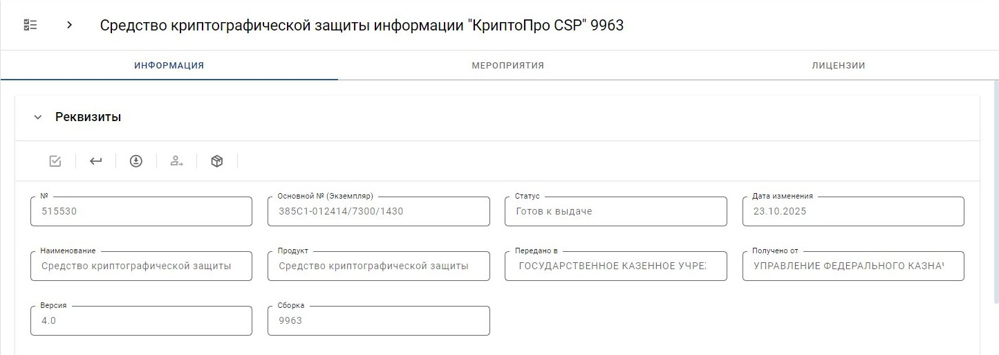 Средство криптографической защиты информации "КриптоПро CSP" 9963
ИНФОРМАЦИЯ МЕРОПРИЯТИЯ ЛИЦЕНЗИИ
Реквизиты
№ Основной № (Экземпляр) Статус Дата изменения
515530 385С1-012414/7300/1430 Готов к выдаче 23.10.2025
Наименование Продукт Передано в Получено от
Средство криптографической защиты Средство криптографической защиты ГОСУДАРСТВЕННОЕ КАЗЕННОЕ УЧРЕ УПРАВЛЕНИЕ ФЕДЕРАЛЬНОГО КАЗНА
Версия Сборка
4.0 9963